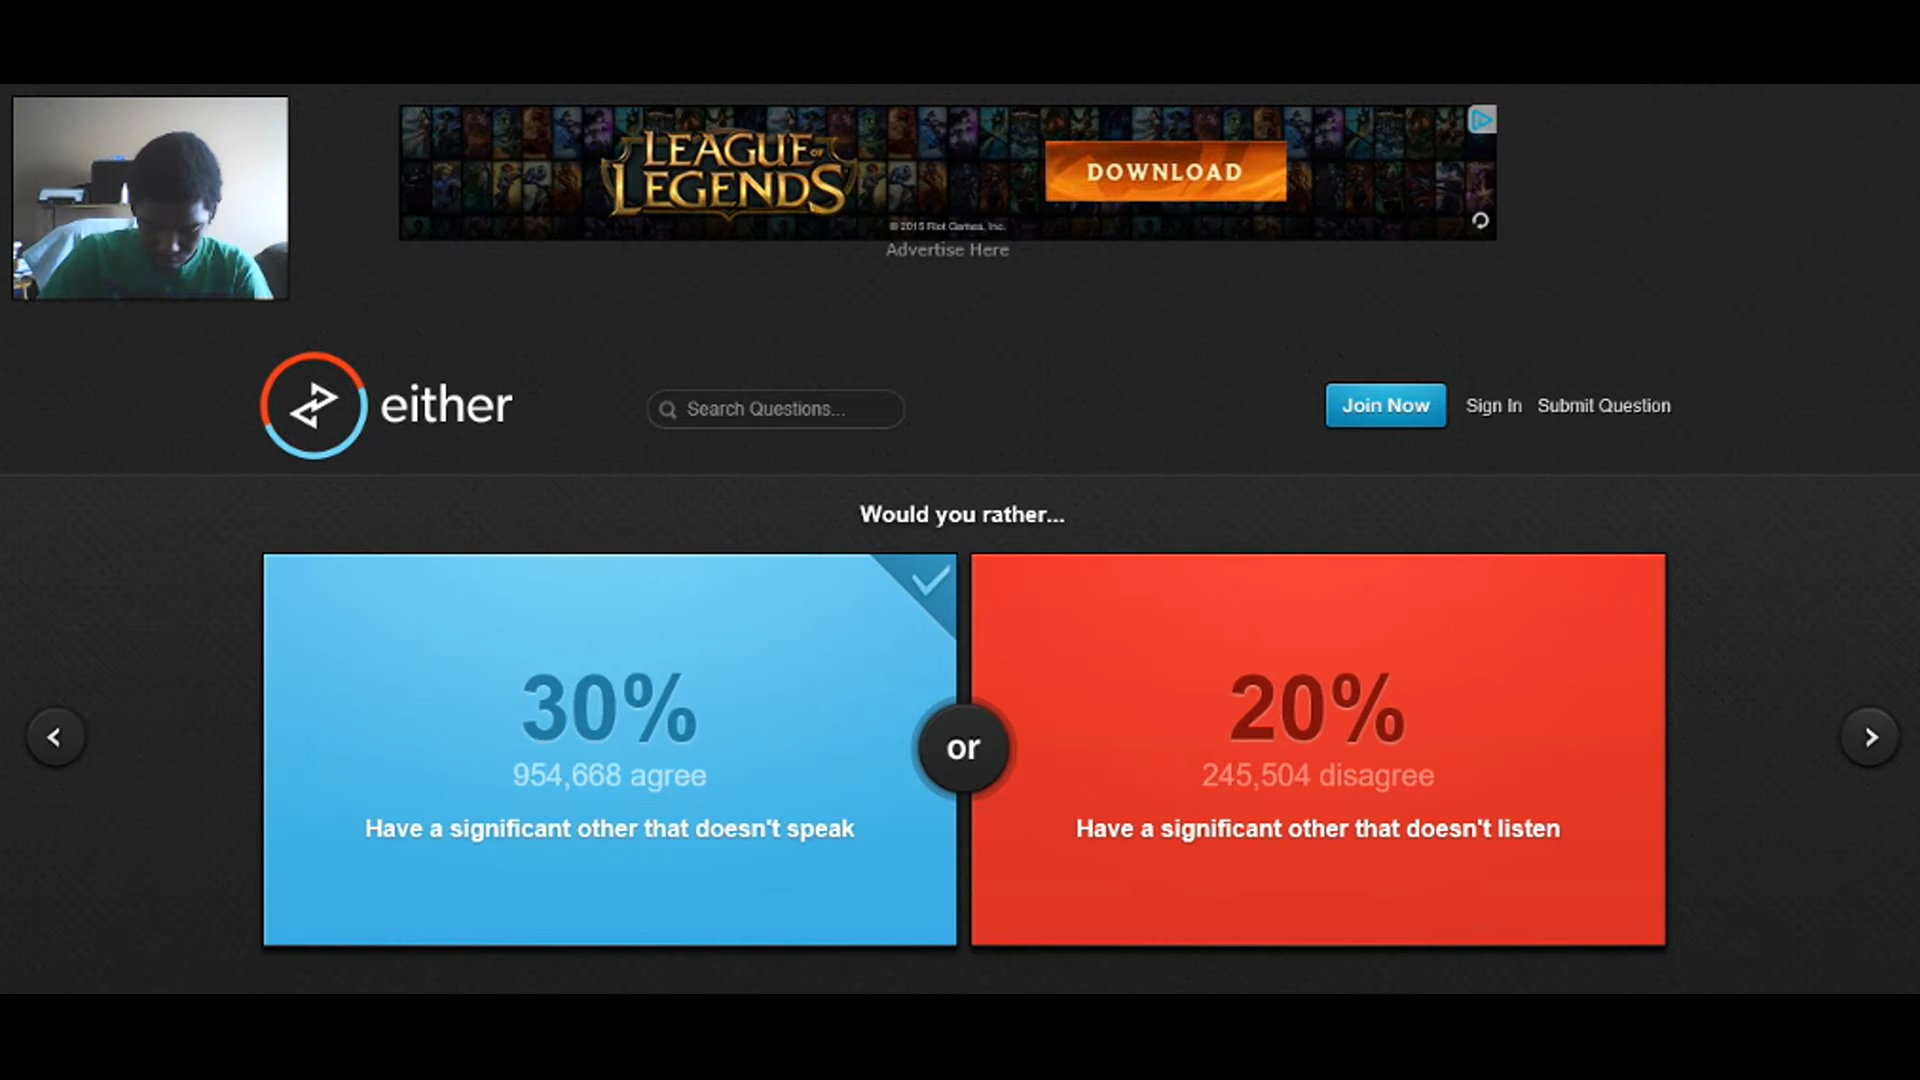 LEAGUE OF
LEGENDS
DOWNLOAD
© 2015 Riot Games, Inc.
Advertise Here
either
Search Questions...
Join Now
Sign In
Submit Question
Would you rather...
30%
954,668 agree
Have a significant other that doesn't speak
or
20%
245,504 disagree
Have a significant other that doesn't listen